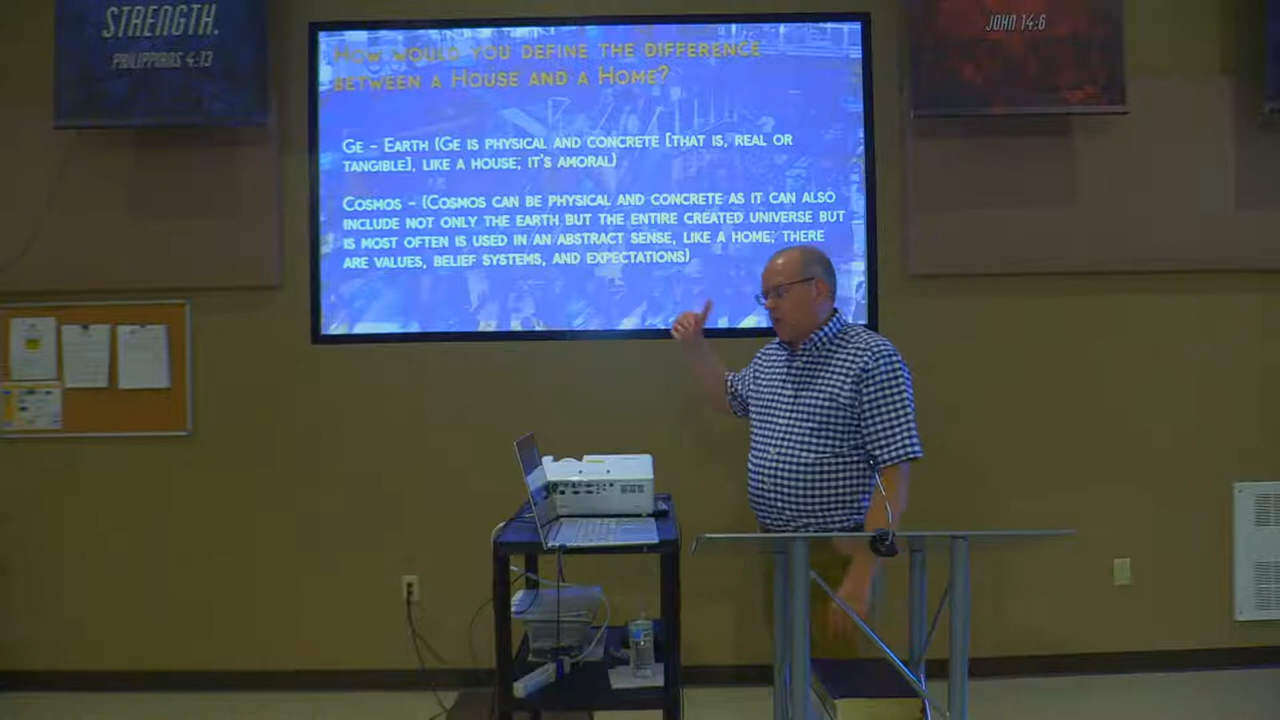 STRENGTH.
PHILIPPIANS 4:13
JOHN 14:6
HOW WOULD YOU DEFINE THE DIFFERENCE
BETWEEN A HOUSE AND A HOME?
GE – EARTH (GE IS PHYSICAL AND CONCRETE [THAT IS, REAL OR
TANGIBLE], LIKE A HOUSE; IT'S AMORAL)
COSMOS – (COSMOS CAN BE PHYSICAL AND CONCRETE AS IT CAN ALSO
INCLUDE NOT ONLY THE EARTH BUT THE ENTIRE CREATED UNIVERSE BUT
IS MOST OFTEN IS USED IN AN ABSTRACT SENSE, LIKE A HOME; THERE
ARE VALUES, BELIEF SYSTEMS, AND EXPECTATIONS)